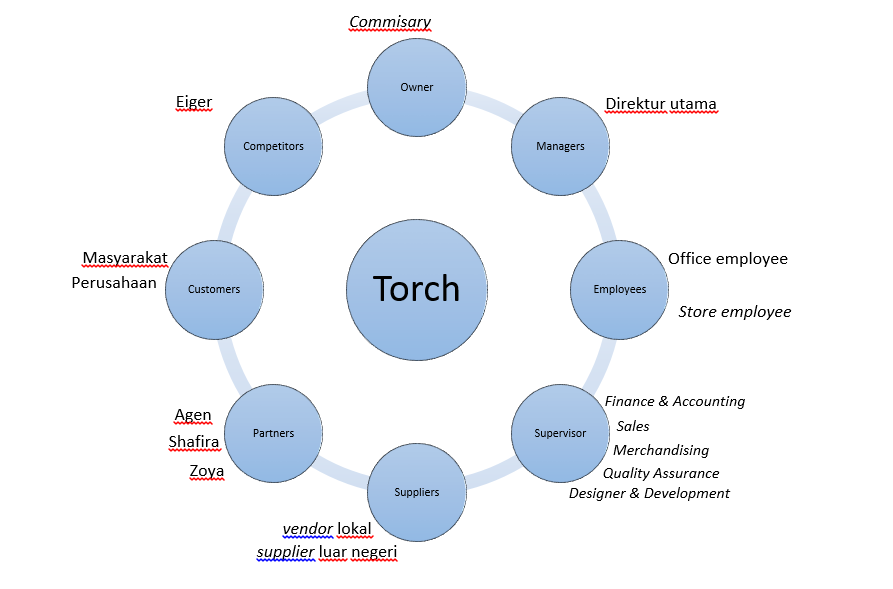 Commisary
Owner
Eiger
Direktur utama
Competitors
Managers
Masyarakat
Perusahaan
Customers
Torch
Employees
Office employee
Store employee
Agen
Shafira
Zoya
Partners
Supervisor
Finance & Accounting
Sales
Merchandising
Quality Assurance
Designer & Development
Suppliers
vendor lokal
supplier luar negeri